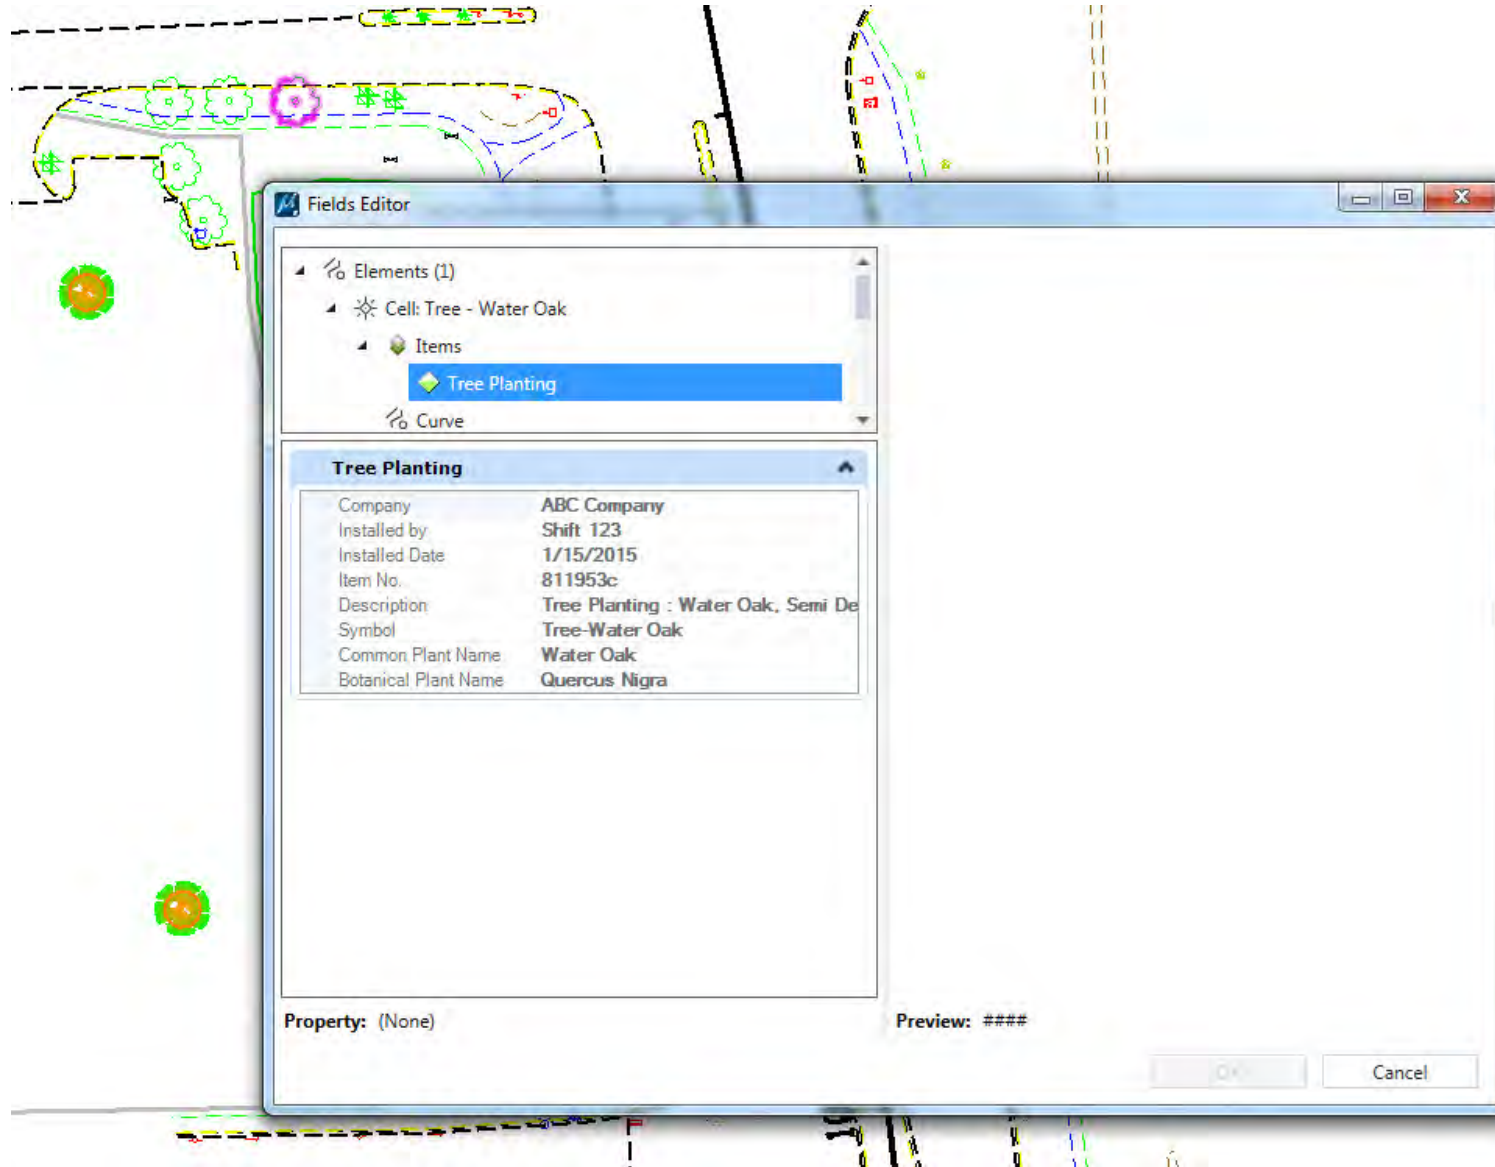 Fields Editor
Elements (1)
Cell: Tree - Water Oak
Items
Tree Planting
Curve
Tree Planting
Company ABC Company
Installed by Shift 123
Installed Date 1/15/2015
Item No. 811953c
Description Tree Planting : Water Oak, Semi De
Symbol Tree-Water Oak
Common Plant Name Water Oak
Botanical Plant Name Quercus Nigra
Property: (None)
Preview: ####
Cancel